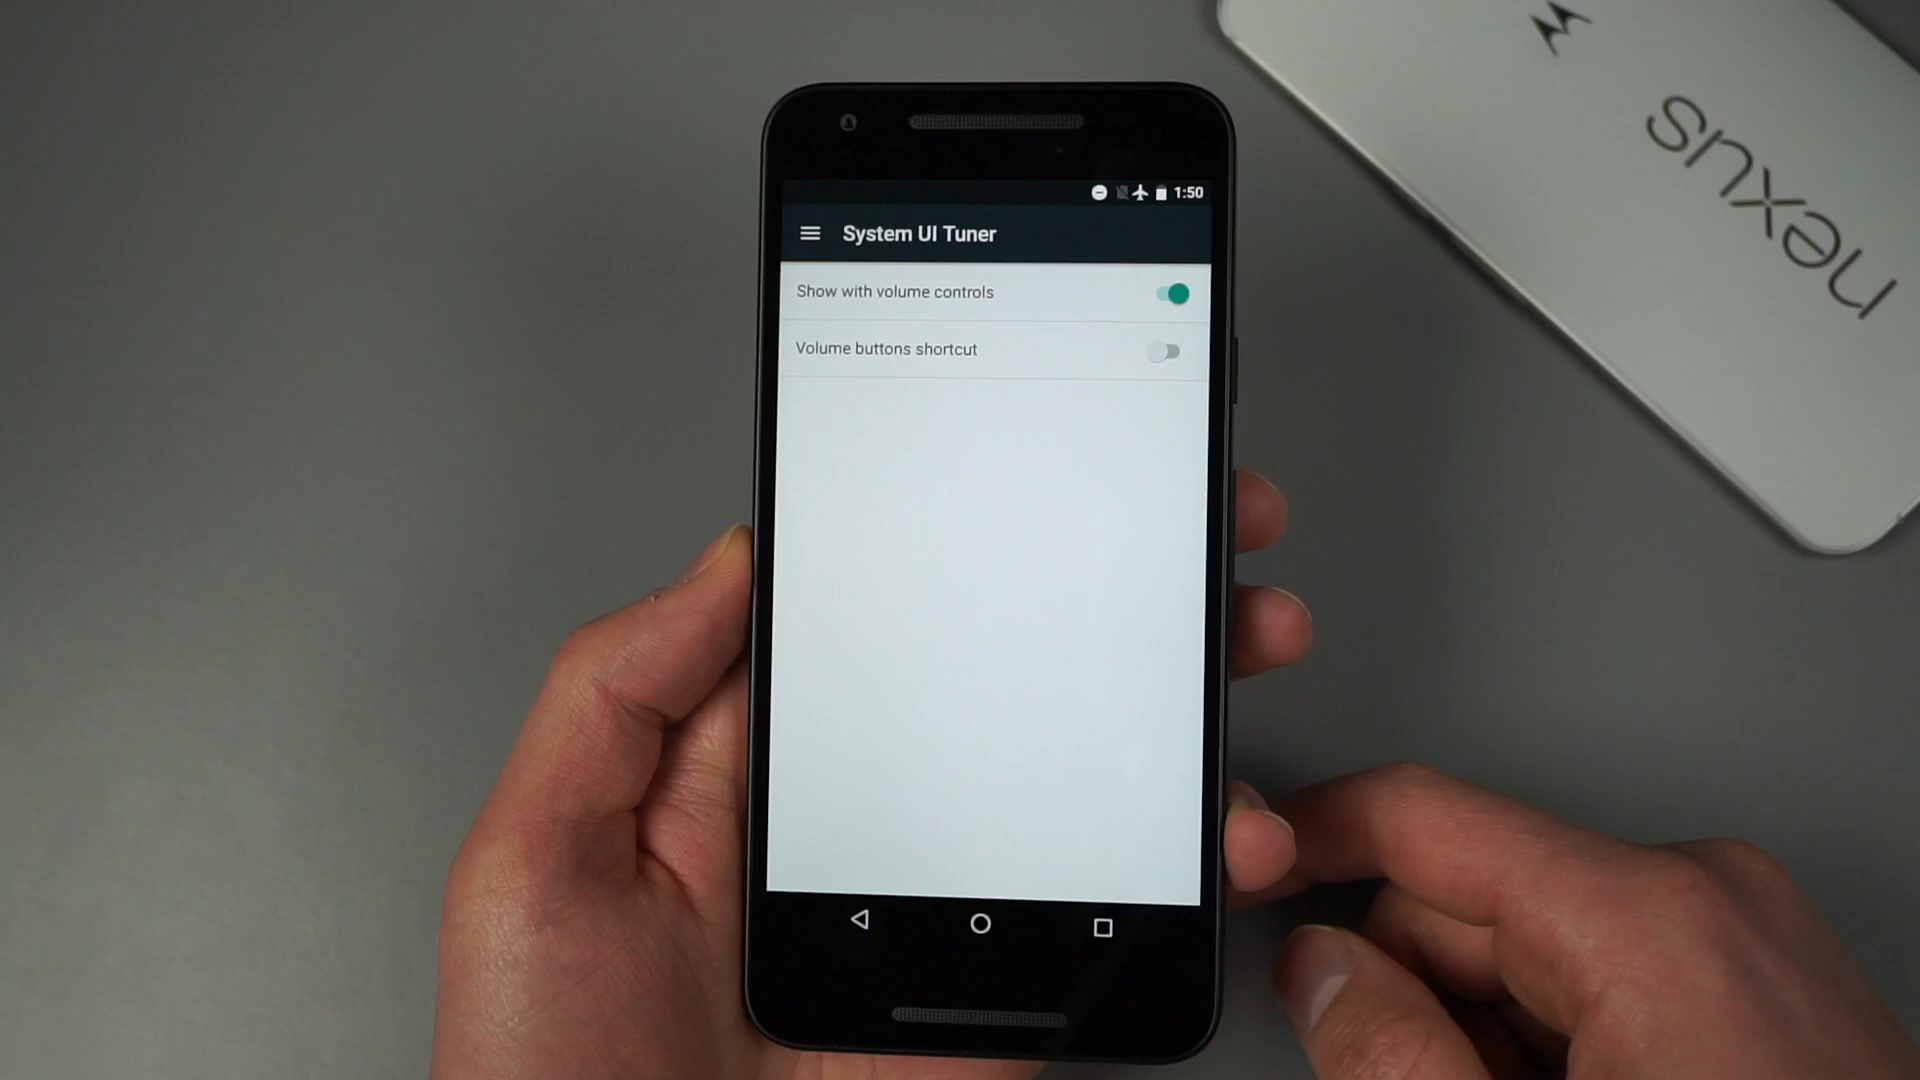 1:50
System UI Tuner
Show with volume controls
Volume buttons shortcut
nexus